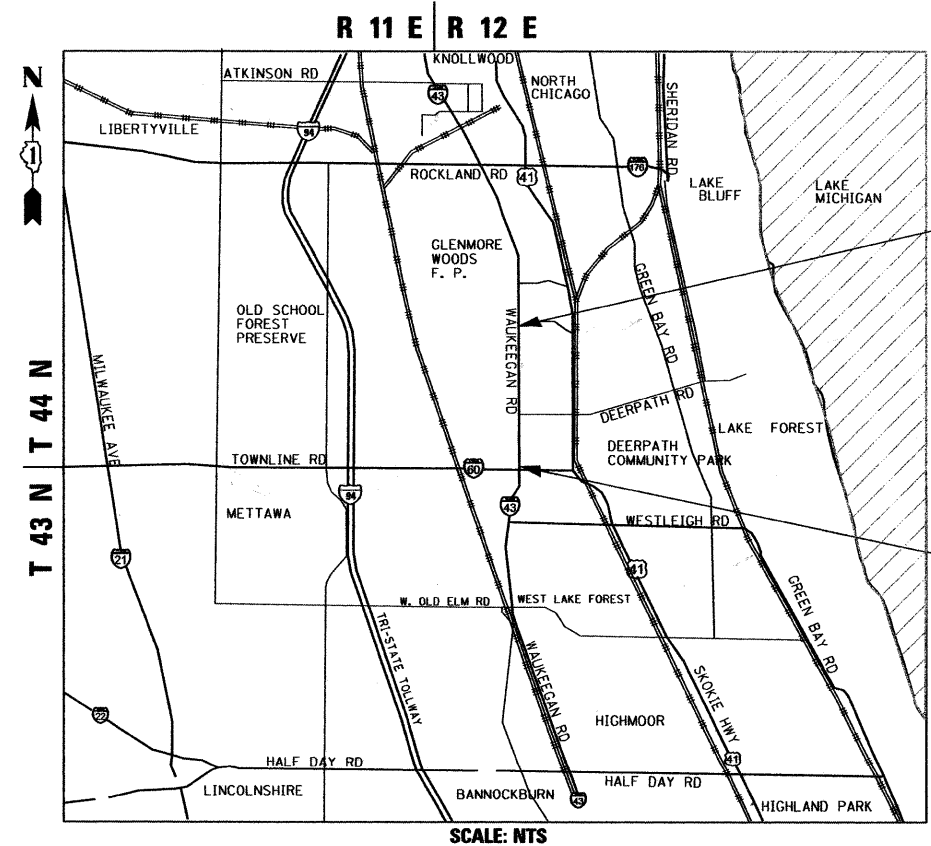 R 11 E R 12 E
KNOLLWOOD
ATKINSON RD
N
43
NORTH
CHICAGO
SHERIDAN RD
LIBERTYVILLE
94
1
ROCKLAND RD
41
176
LAKE
BLUFF
LAKE
MICHIGAN
GLENMORE
WOODS
F. P.
GREEN BAY RD
OLD SCHOOL
FOREST
PRESERVE
WAUKEEGAN RD
MILWAUKEE AVE
T 43 N T 44 N
DEERPATH RD
LAKE FOREST
DEERPATH
COMMUNITY PARK
TOWNLINE RD
60
94
METTAWA
43
WESTLEIGH RD
21
41
GREEN BAY RD
W. OLD ELM RD
WEST LAKE FOREST
TRI-STATE TOLLWAY
WAUKEEGAN RD
SKOKIE HWY
22
HIGHMOOR
HALF DAY RD
41
HALF DAY RD
LINCOLNSHIRE
BANNOCKBURN
43
HIGHLAND PARK
SCALE: NTS